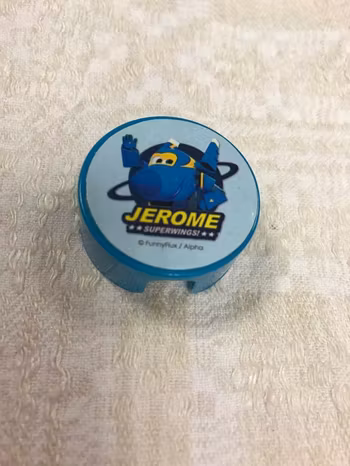 JEROME
★★ SUPERWINGS! ★★
© FunnyFlux / Alpha